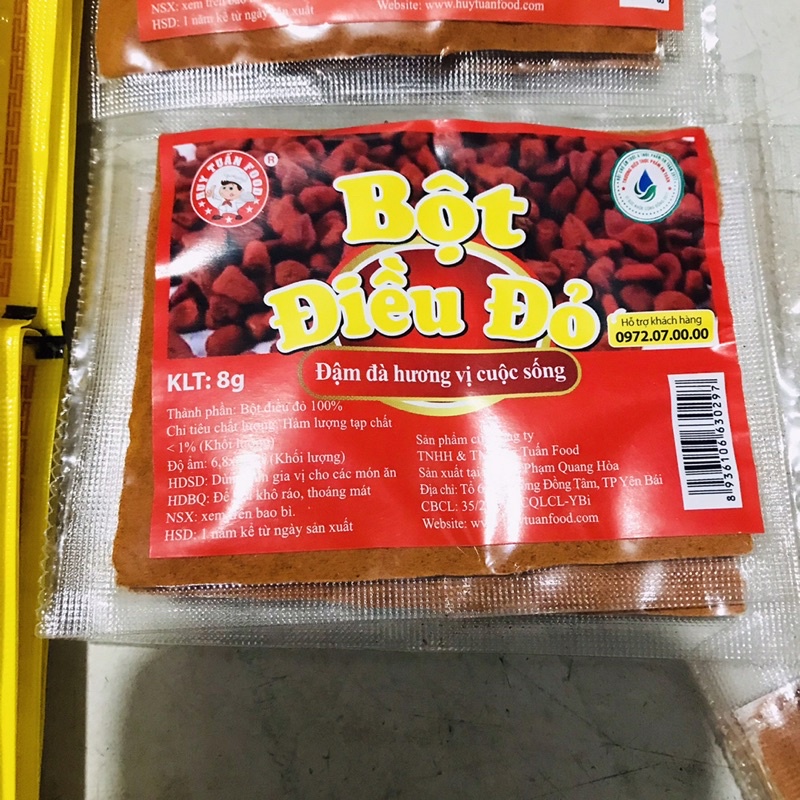 NSX: xem trên bao
HSD: 1 năm kể từ ngày sản xuất
Website: www.huytuanfood.com
HUY TUẤN FOOD
®
Bột
Điều Đỏ
Đậm đà hương vị cuộc sống
Hỗ trợ khách hàng
0972.07.00.00
KLT: 8g
Thành phần: Bột điều đỏ 100%
Chỉ tiêu chất lượng: Hàm lượng tạp chất
< 1% (Khối lượng)
Độ ẩm: 6,8 (Khối lượng)
HDSD: Dùng gia vị cho các món ăn
HDBQ: Để khô ráo, thoáng mát
NSX: xem trên bao bì.
HSD: 1 năm kể từ ngày sản xuất
Sản phẩm ty
TNHH & Tuấn Food
Sản xuất tại Phạm Quang Hòa
Địa chỉ: Tổ 6 Đồng Tâm, TP Yên Bái
CBCL: 35/2 CQLCL-YBi
Website: www.huytuanfood.com
8 936106 630297